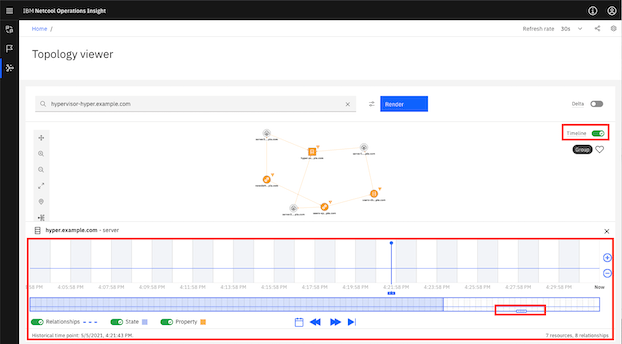 IBM Netcool Operations Insight
Home /
Refresh rate 30s
Topology viewer
hypervisor-hyper.example.com
Render
Delta
Timeline
Group
hyper.example.com - server
4:05:58 PM 4:07:58 PM 4:09:58 PM 4:11:58 PM 4:13:58 PM 4:15:58 PM 4:17:58 PM 4:19:58 PM 4:21:58 PM 4:23:58 PM 4:25:58 PM 4:27:58 PM 4:29:58 PM Now
Relationships State Property
Historical time point: 5/5/2021, 4:21:43 PM.
7 resources, 8 relationships